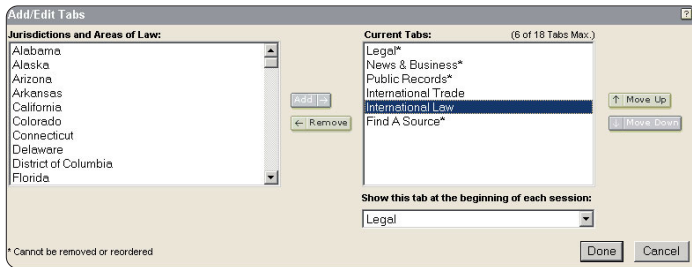 Add/Edit Tabs
?
Jurisdictions and Areas of Law:
Alabama
Alaska
Arizona
Arkansas
California
Colorado
Connecticut
Delaware
District of Columbia
Florida
Add →
← Remove
Current Tabs: (6 of 18 Tabs Max.)
Legal*
News & Business*
Public Records*
International Trade
International Law
Find A Source*
↑ Move Up
↓ Move Down
Show this tab at the beginning of each session:
Legal
* Cannot be removed or reordered
Done
Cancel